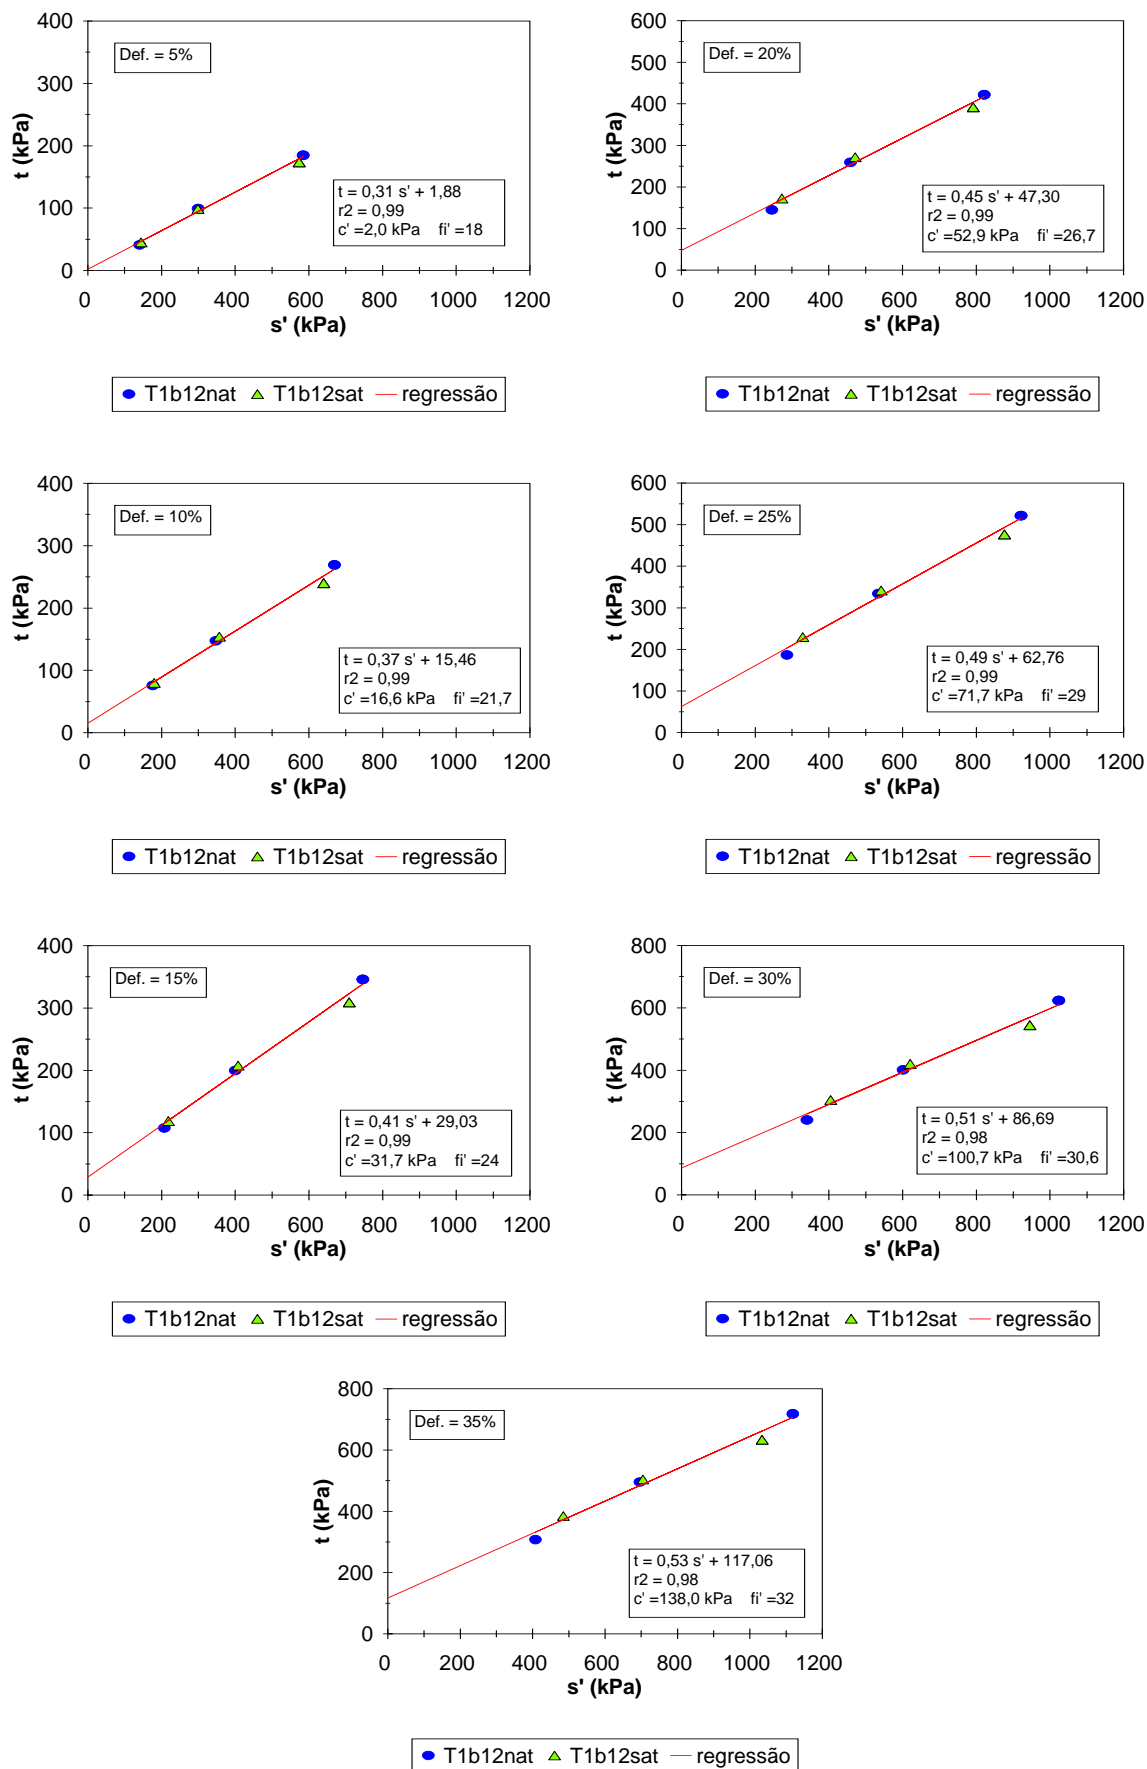 400
300
200
100
0
t (kPa)
Def. = 5%
t = 0,31 s' + 1,88
r2 = 0,99
c' =2,0 kPa fi' =18
0 200 400 600 800 1000 1200
s' (kPa)
T1b12nat T1b12sat regressão
600
500
400
300
200
100
0
t (kPa)
Def. = 20%
t = 0,45 s' + 47,30
r2 = 0,99
c' =52,9 kPa fi' =26,7
0 200 400 600 800 1000 1200
s' (kPa)
T1b12nat T1b12sat regressão
400
300
200
100
0
t (kPa)
Def. = 10%
t = 0,37 s' + 15,46
r2 = 0,99
c' =16,6 kPa fi' =21,7
0 200 400 600 800 1000 1200
s' (kPa)
T1b12nat T1b12sat regressão
600
500
400
300
200
100
0
t (kPa)
Def. = 25%
t = 0,49 s' + 62,76
r2 = 0,99
c' =71,7 kPa fi' =29
0 200 400 600 800 1000 1200
s' (kPa)
T1b12nat T1b12sat regressão
400
300
200
100
0
t (kPa)
Def. = 15%
t = 0,41 s' + 29,03
r2 = 0,99
c' =31,7 kPa fi' =24
0 200 400 600 800 1000 1200
s' (kPa)
T1b12nat T1b12sat regressão
800
600
400
200
0
t (kPa)
Def. = 30%
t = 0,51 s' + 86,69
r2 = 0,98
c' =100,7 kPa fi' =30,6
0 200 400 600 800 1000 1200
s' (kPa)
T1b12nat T1b12sat regressão
800
600
400
200
0
t (kPa)
Def. = 35%
t = 0,53 s' + 117,06
r2 = 0,98
c' =138,0 kPa fi' =32
0 200 400 600 800 1000 1200
s' (kPa)
T1b12nat T1b12sat regressão